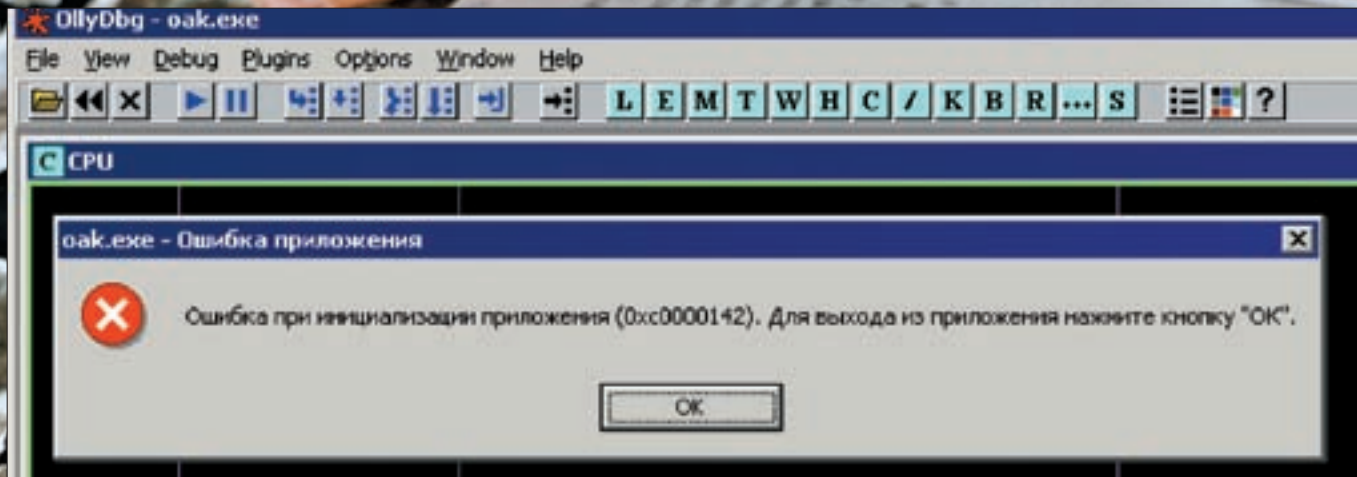 OllyDbg - oak.exe
File View Debug Plugins Options Window Help
L E M T W H C / K B R ... S ?
C CPU
oak.exe - Ошибка приложения
Ошибка при инициализации приложения (0xc0000142). Для выхода из приложения нажмите кнопку "ОК".
OK